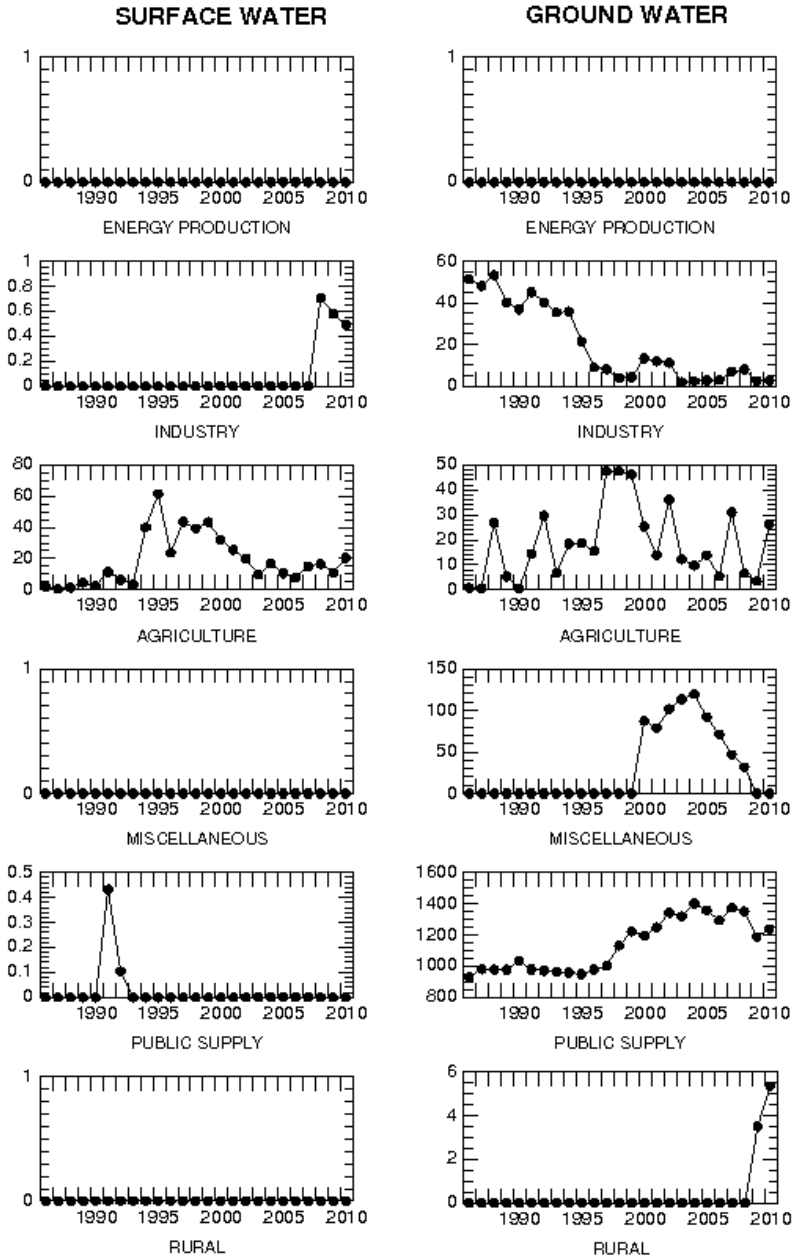 SURFACE WATER GROUND WATER
1 1
0 0
1990 1995 2000 2005 2010 1990 1995 2000 2005 2010
ENERGY PRODUCTION ENERGY PRODUCTION
1 60
0.8
0.6 40
0.4
0.2 20
0 0
1990 1995 2000 2005 2010 1990 1995 2000 2005 2010
INDUSTRY INDUSTRY
80 50
60 40
40 30
20 20
10
0 0
1990 1995 2000 2005 2010 1990 1995 2000 2005 2010
AGRICULTURE AGRICULTURE
1 150
100
50
0 0
1990 1995 2000 2005 2010 1990 1995 2000 2005 2010
MISCELLANEOUS MISCELLANEOUS
0.5 1600
0.4 1400
0.3
0.2 1200
0.1 1000
0 800
1990 1995 2000 2005 2010 1990 1995 2000 2005 2010
PUBLIC SUPPLY PUBLIC SUPPLY
1 6
4
2
0 0
1990 1995 2000 2005 2010 1990 1995 2000 2005 2010
RURAL RURAL